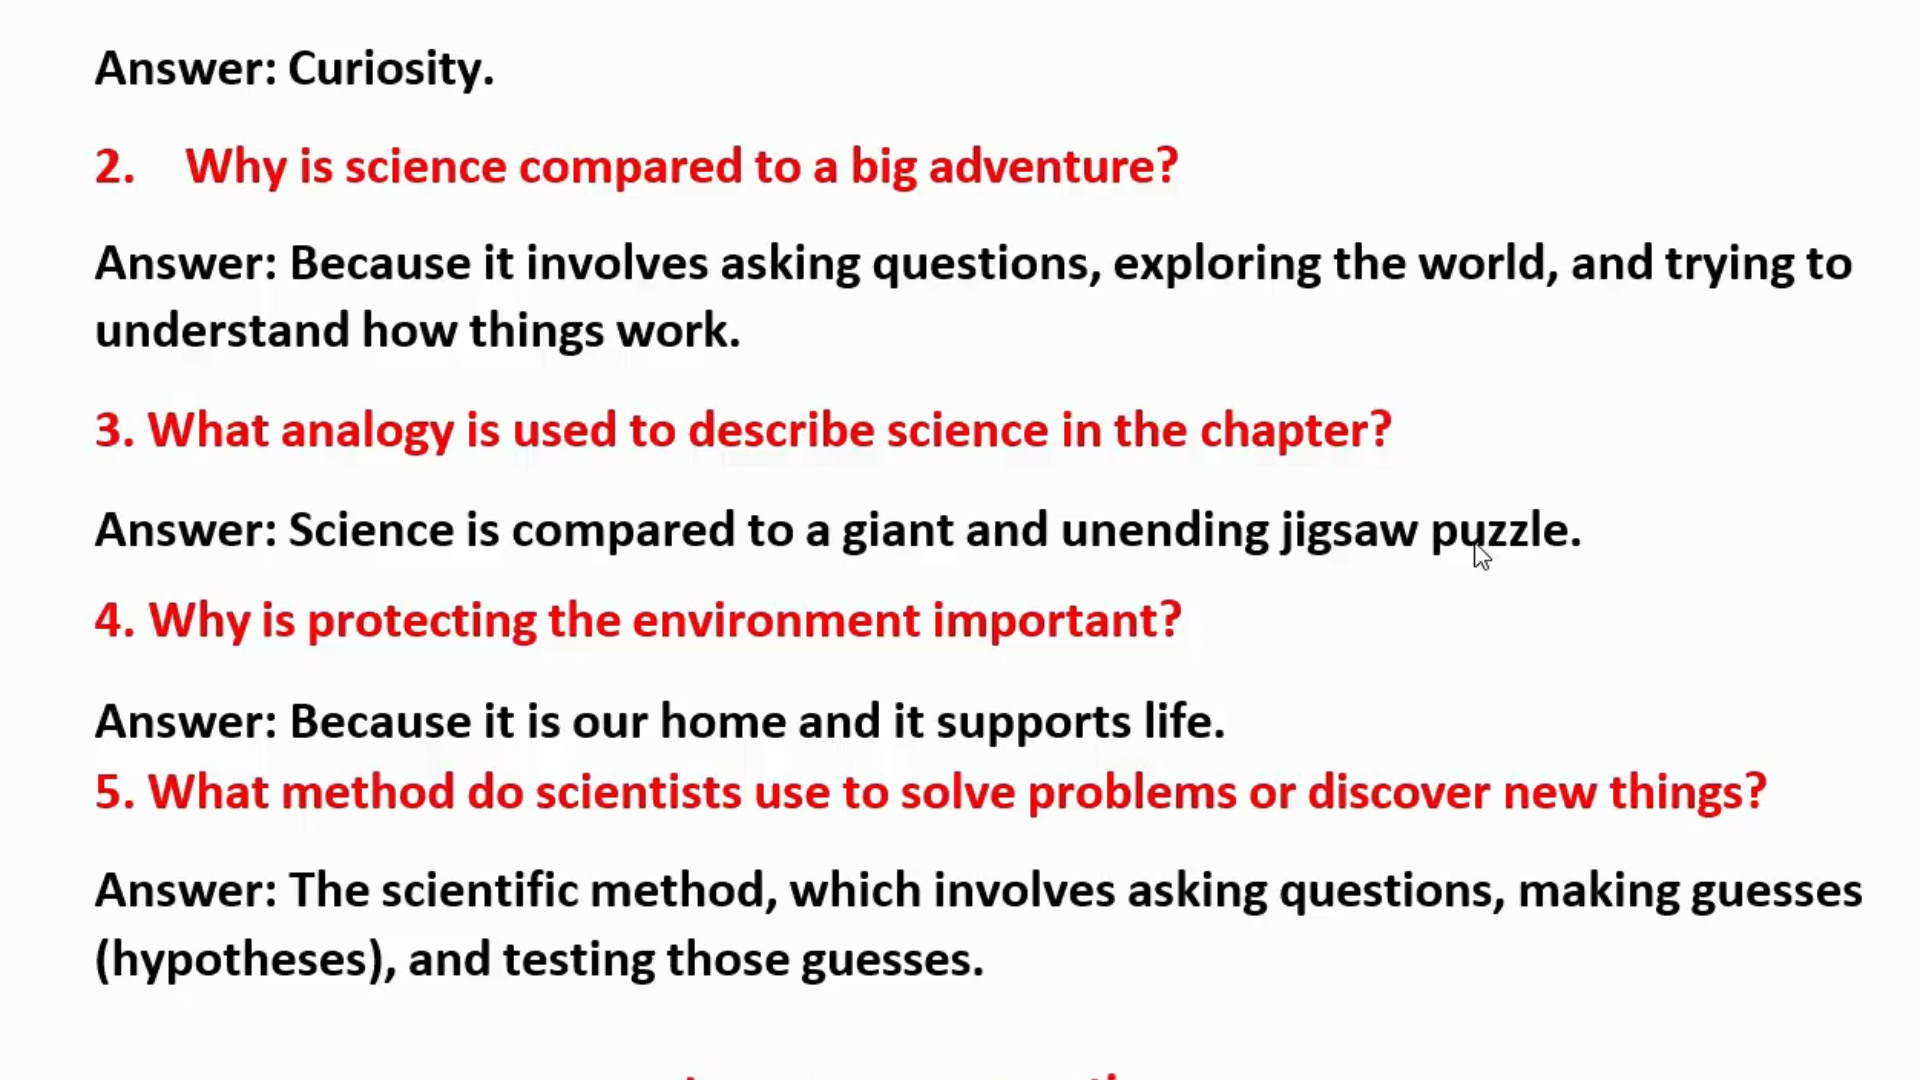 Answer: Curiosity.
2. Why is science compared to a big adventure?
Answer: Because it involves asking questions, exploring the world, and trying to
understand how things work.
3. What analogy is used to describe science in the chapter?
Answer: Science is compared to a giant and unending jigsaw puzzle.
4. Why is protecting the environment important?
Answer: Because it is our home and it supports life.
5. What method do scientists use to solve problems or discover new things?
Answer: The scientific method, which involves asking questions, making guesses
(hypotheses), and testing those guesses.